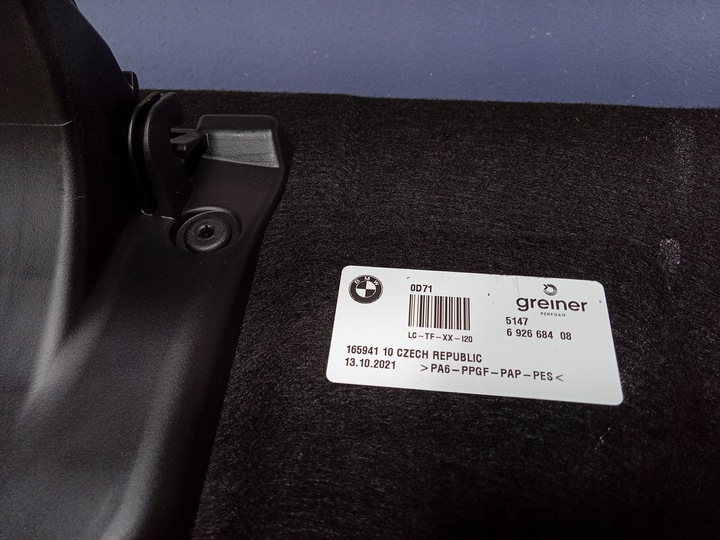 BMW
0D71
LC-TF-XX-I20
greiner
PERFOAM
5147
6 926 684 08
165941 10 CZECH REPUBLIC
13.10.2021 >PA6-PPGF-PAP-PES<